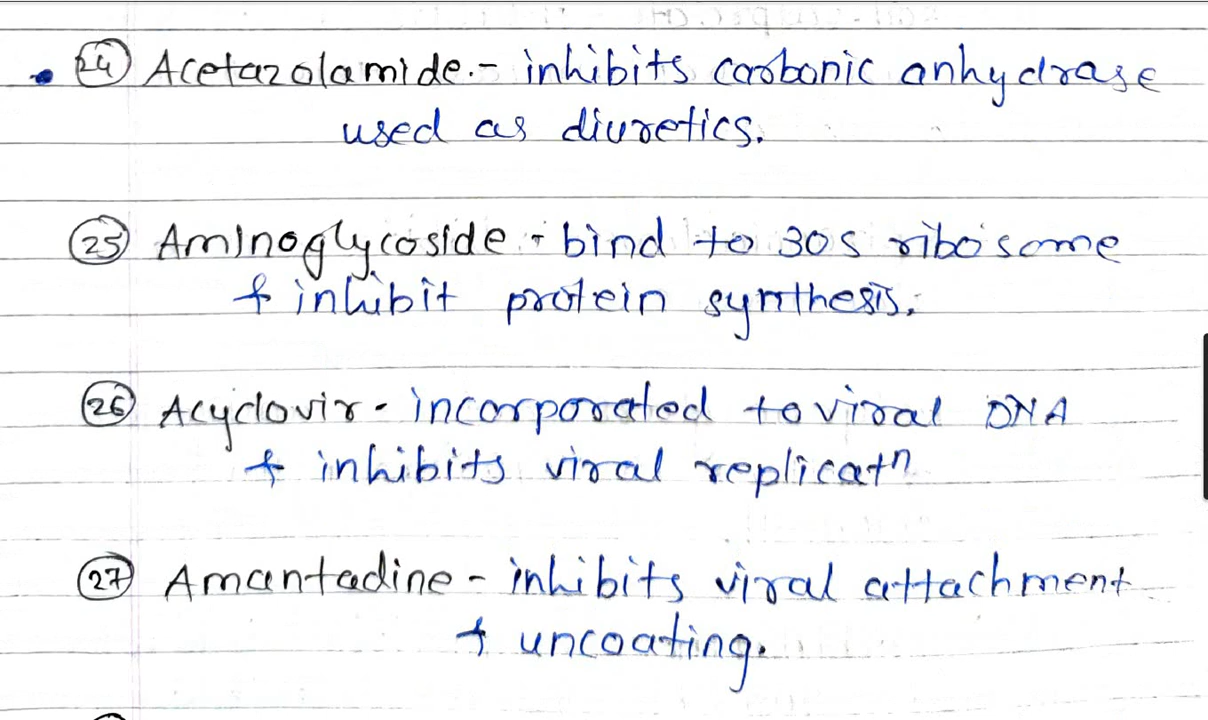 24 Acetazolamide.- inhibits carbonic anhydrase
used as diuretics.
25 Aminoglycoside - bind to 30s ribosome
& inhibit protein synthesis.
26 Acyclovir - incorporated to viral DNA
& inhibits viral replicatn
27 Amantadine - inhibits viral attachment
& uncoating.